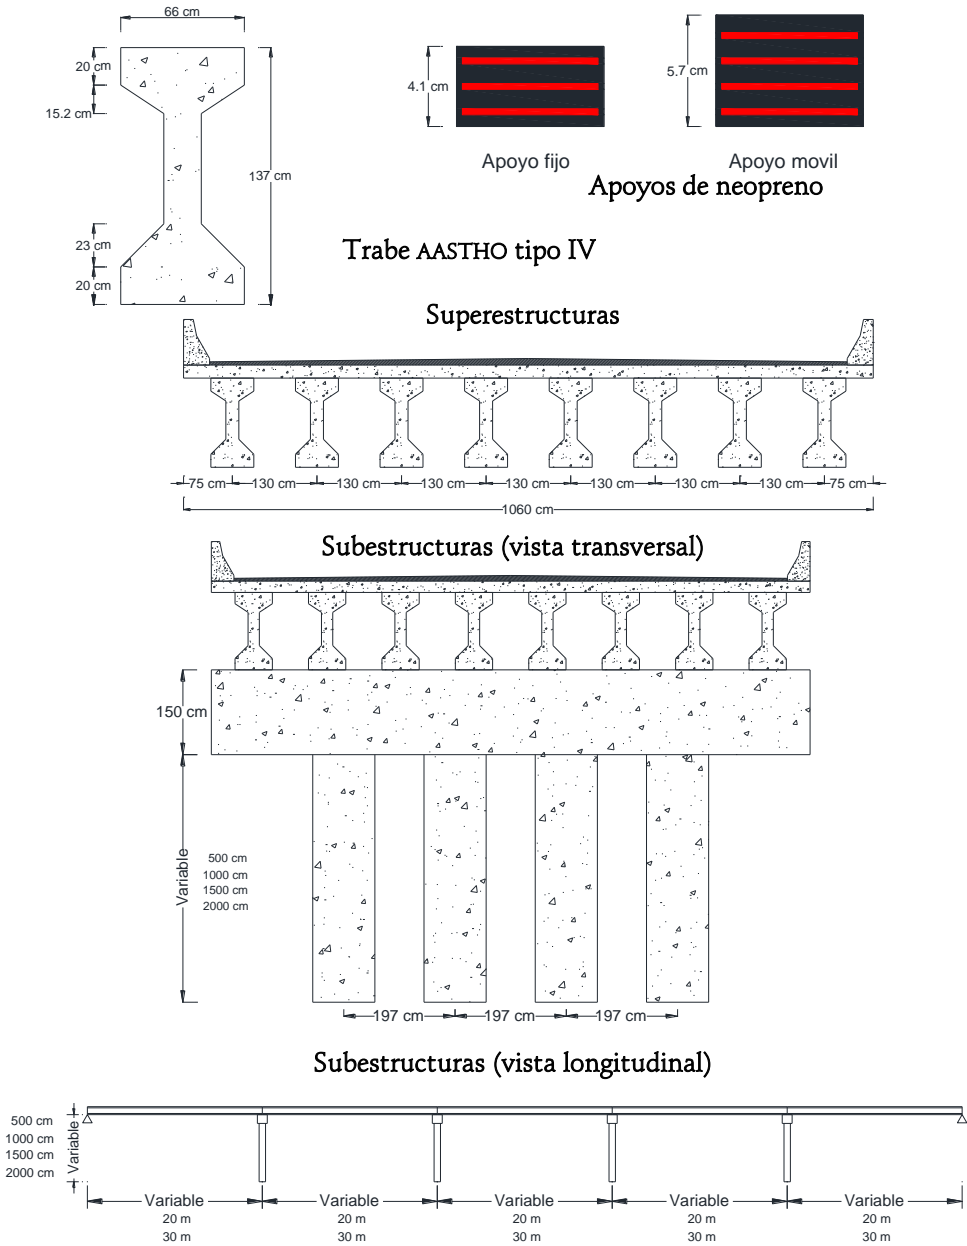 66 cm
20 cm
15.2 cm
137 cm
23 cm
20 cm
4.1 cm
5.7 cm
Apoyo fijo
Apoyo movil
Apoyos de neopreno
Trabe AASTHO tipo IV
Superestructuras
75 cm 130 cm 130 cm 130 cm 130 cm 130 cm 130 cm 130 cm 75 cm
1060 cm
Subestructuras (vista transversal)
150 cm
Variable
500 cm
1000 cm
1500 cm
2000 cm
197 cm 197 cm 197 cm
Subestructuras (vista longitudinal)
500 cm
1000 cm
1500 cm
2000 cm
Variable
Variable Variable Variable Variable Variable
20 m 20 m 20 m 20 m 20 m
30 m 30 m 30 m 30 m 30 m